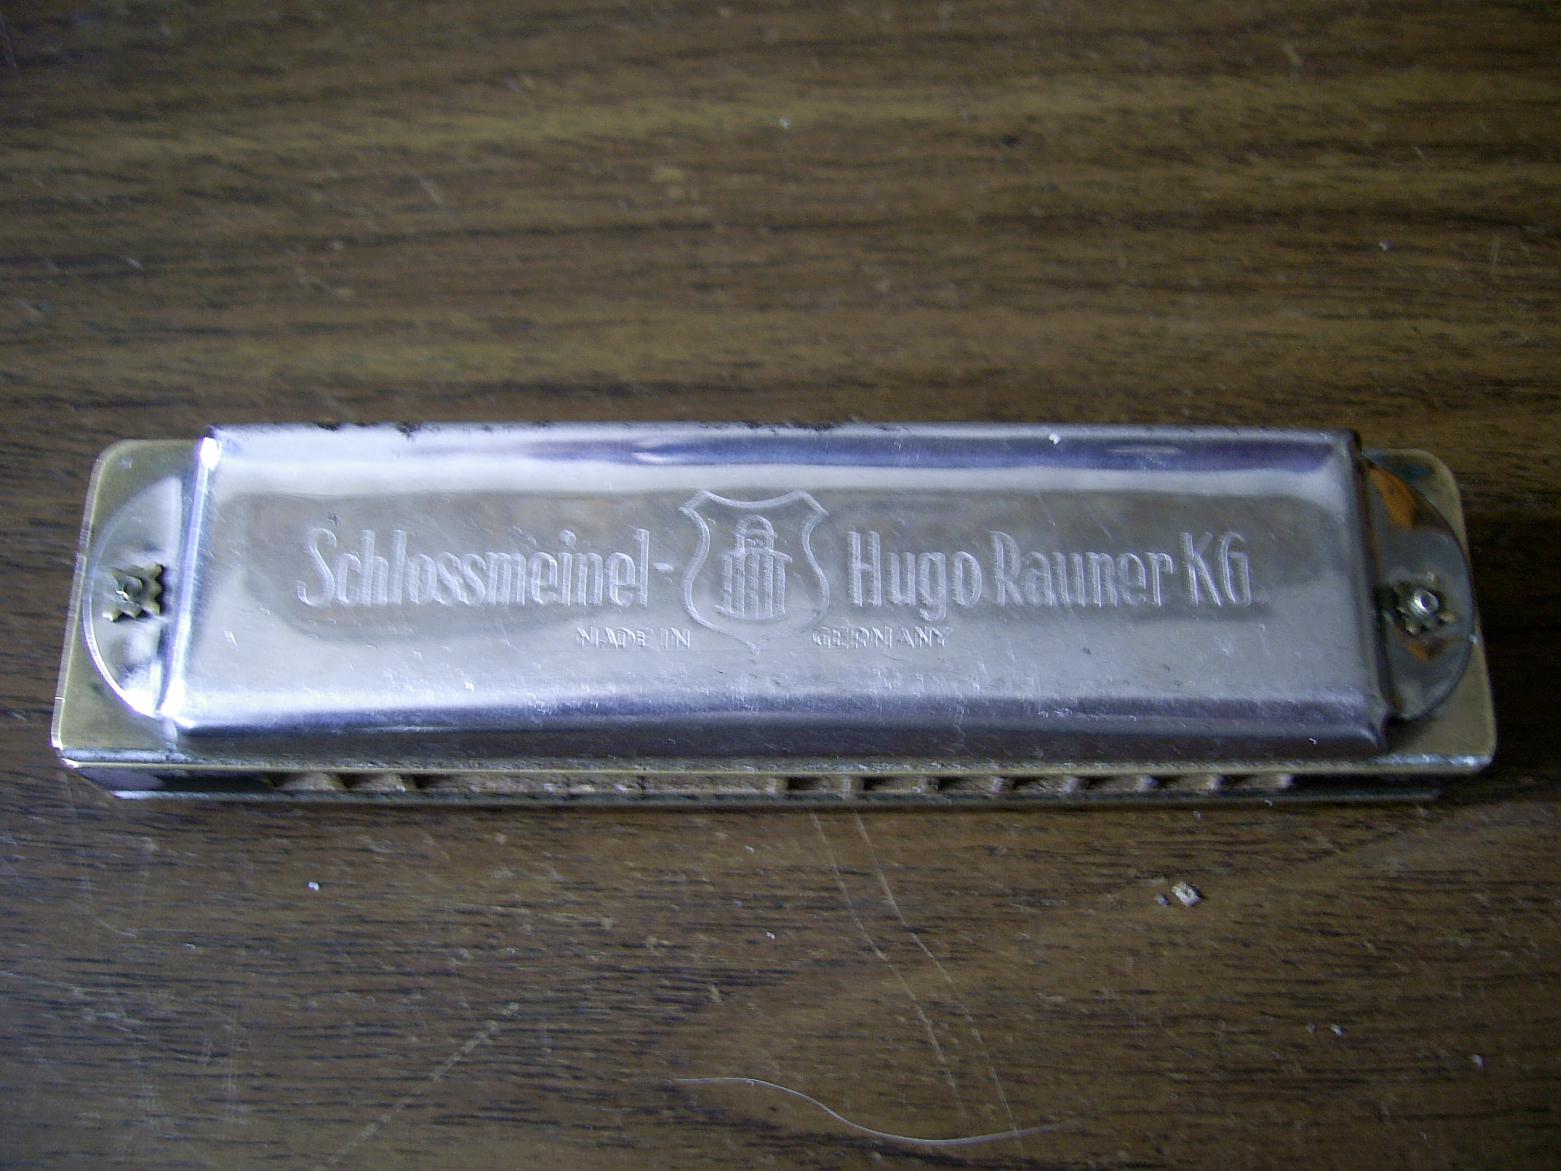 Schlossmeinel- Hugo Rauner KG
MADE IN GERMANY